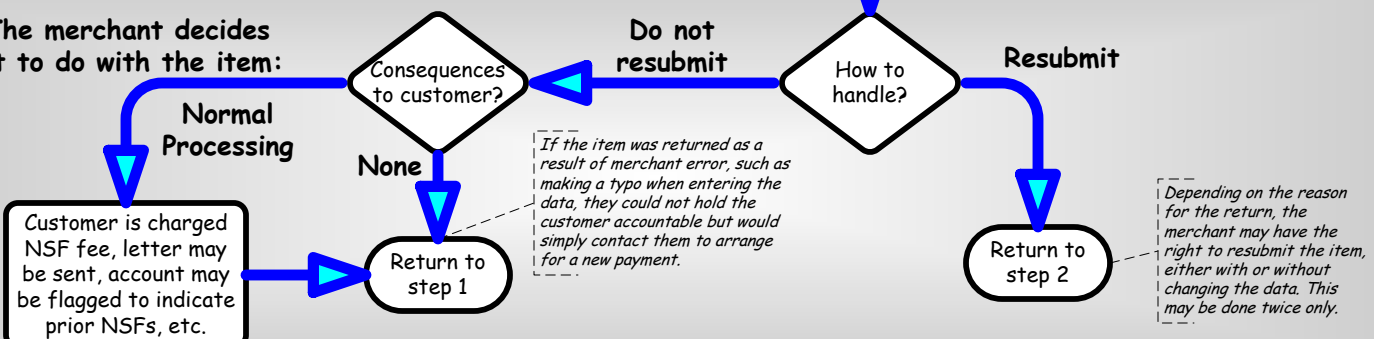 The merchant decides
t to do with the item:
Consequences
to customer?
Do not
resubmit
How to
handle?
Resubmit
Normal
Processing
None
If the item was returned as a
result of merchant error, such as
making a typo when entering the
data, they could not hold the
customer accountable but would
simply contact them to arrange
for a new payment.
Customer is charged
NSF fee, letter may
be sent, account may
be flagged to indicate
prior NSFs, etc.
Return to
step 1
Return to
step 2
Depending on the reason
for the return, the
merchant may have the
right to resubmit the item,
either with or without
changing the data. This
may be done twice only.